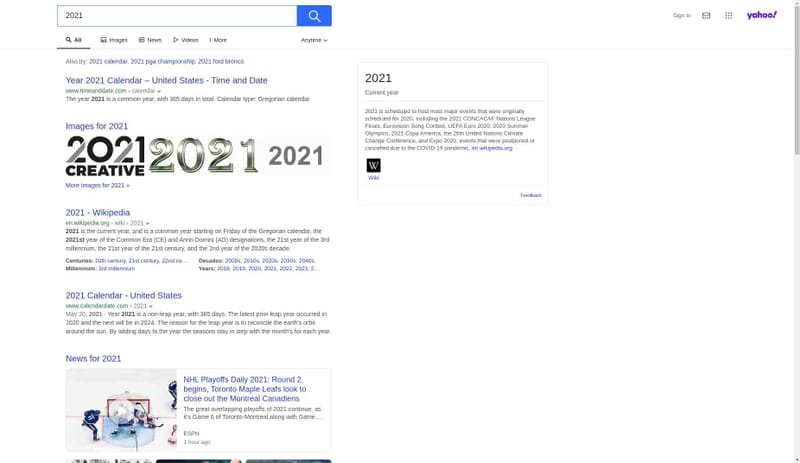 2021
Sign in
yahoo!
All
Images
News
Videos
More
Anytime
Also try: 2021 calendar, 2021 pga championship, 2021 ford bronco
Year 2021 Calendar – United States - Time and Date
www.timeanddate.com › calendar
The year 2021 is a common year, with 365 days in total. Calendar type: Gregorian calendar
Images for 2021
2021
CREATIVE
2021
2021
More images for 2021 »
2021 - Wikipedia
en.wikipedia.org › wiki › 2021
2021 is the current year, and is a common year starting on Friday of the Gregorian calendar, the
2021st year of the Common Era (CE) and Anno Domini (AD) designations, the 21st year of the 3rd
millennium, the 21st year of the 21st century, and the 2nd year of the 2020s decade.
Centuries: 20th century, 21st century, 22nd ce...
Decades: 2000s, 2010s, 2020s, 2030s, 2040s.
Millennium: 3rd millennium
Years: 2018, 2019, 2020, 2021, 2022, 2023, 2...
2021 Calendar - United States
www.calendardate.com › 2021
May 20, 2021 · Year 2021 is a non-leap year, with 365 days. The latest prior leap year occurred in
2020 and the next will be in 2024. The reason for the leap year is to reconcile the earth's orbit
around the sun. By adding days to the year the seasons stay in step with the month's for each year.
News for 2021
NHL Playoffs Daily 2021: Round 2
begins, Toronto Maple Leafs look to
close out the Montreal Canadiens
The great overlapping playoffs of 2021 continue, as
it's Game 6 of Toronto-Montreal along with Game ...
ESPN
1 hour ago
2021
Current year
2021 is scheduled to host most major events that were originally
scheduled for 2020, including the 2021 CONCACAF Nations League
Finals, Eurovision Song Contest, UEFA Euro 2020, 2020 Summer
Olympics, 2021 Copa América, the 26th United Nations Climate
Change Conference, and Expo 2020, events that were postponed or
cancelled due to the COVID-19 pandemic. en.wikipedia.org
W
Wiki
Feedback